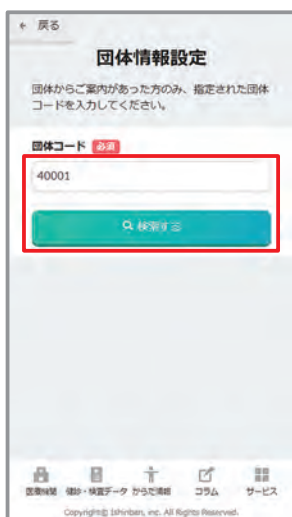 ← 戻る
団体情報設定
団体からご案内があった方のみ、指定された団体
コードを入力してください。
団体コード 必須
40001
検索する
医療機関 健診・検査データ からだ情報 コラム サービス
Copyright© Ishinban, inc. All Rights Reserved.